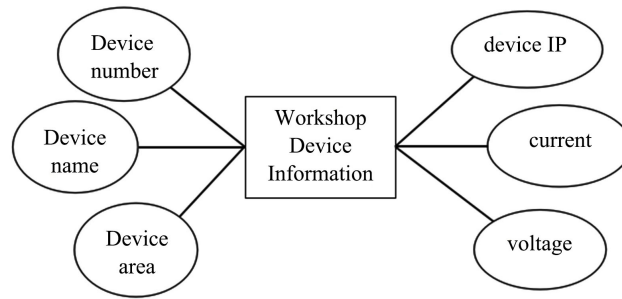 Device
number
Device
name
Device
area
Workshop
Device
Information
device IP
current
voltage